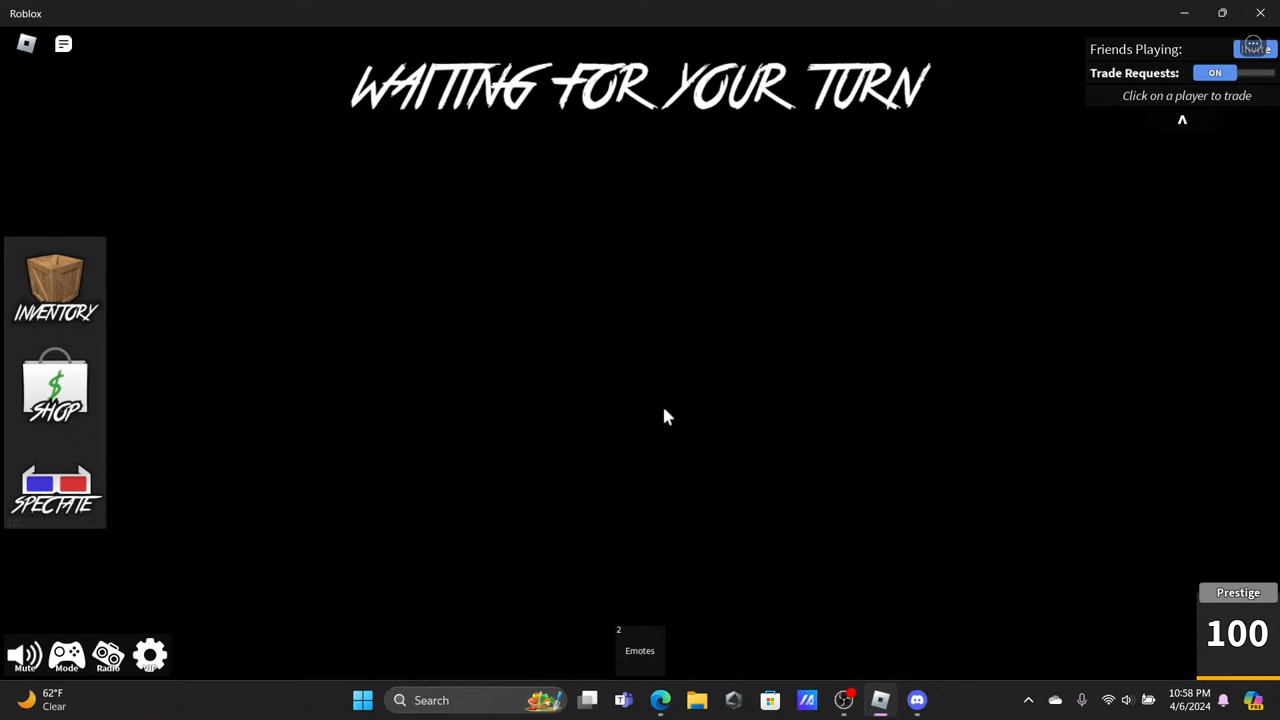 Roblox
WAITING FOR YOUR TURN
Friends Playing:
Trade Requests: ON
Click on a player to trade
^
INVENTORY
$
SHOP
SPECTATE
2
Emotes
Prestige
100
Mute Mode Radio
62°F
Clear
Search
10:58 PM
4/6/2024
PRE